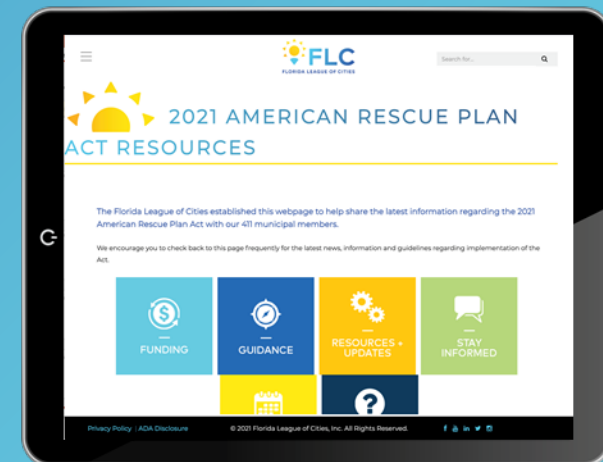 FLC
FLORIDA LEAGUE OF CITIES
Search for...
2021 AMERICAN RESCUE PLAN
ACT RESOURCES
The Florida League of Cities established this webpage to help share the latest information regarding the 2021
American Rescue Plan Act with our 411 municipal members.
We encourage you to check back to this page frequently for the latest news, information and guidelines regarding implementation of the
Act.
FUNDING
GUIDANCE
RESOURCES +
UPDATES
STAY
INFORMED
Privacy Policy | ADA Disclosure
© 2021 Florida League of Cities, Inc. All Rights Reserved.